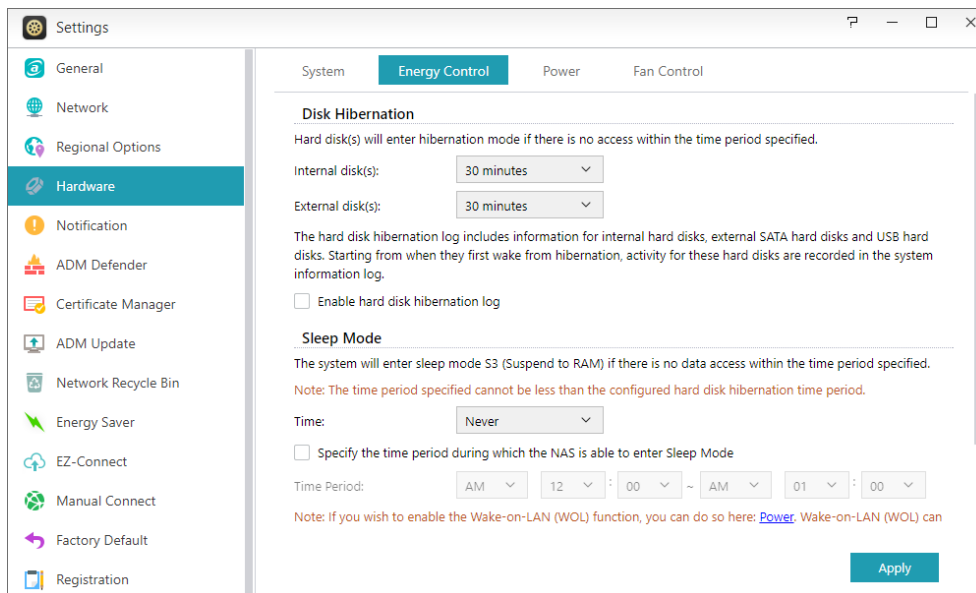 Settings
General
Network
Regional Options
Hardware
Notification
ADM Defender
Certificate Manager
ADM Update
Network Recycle Bin
Energy Saver
EZ-Connect
Manual Connect
Factory Default
Registration
System Energy Control Power Fan Control
Disk Hibernation
Hard disk(s) will enter hibernation mode if there is no access within the time period specified.
Internal disk(s): 30 minutes
External disk(s): 30 minutes
The hard disk hibernation log includes information for internal hard disks, external SATA hard disks and USB hard
disks. Starting from when they first wake from hibernation, activity for these hard disks are recorded in the system
information log.
Enable hard disk hibernation log
Sleep Mode
The system will enter sleep mode S3 (Suspend to RAM) if there is no data access within the time period specified.
Note: The time period specified cannot be less than the configured hard disk hibernation time period.
Time: Never
Specify the time period during which the NAS is able to enter Sleep Mode
Time Period: AM 12 : 00 ~ AM 01 : 00
Note: If you wish to enable the Wake-on-LAN (WOL) function, you can do so here: Power. Wake-on-LAN (WOL) can
Apply